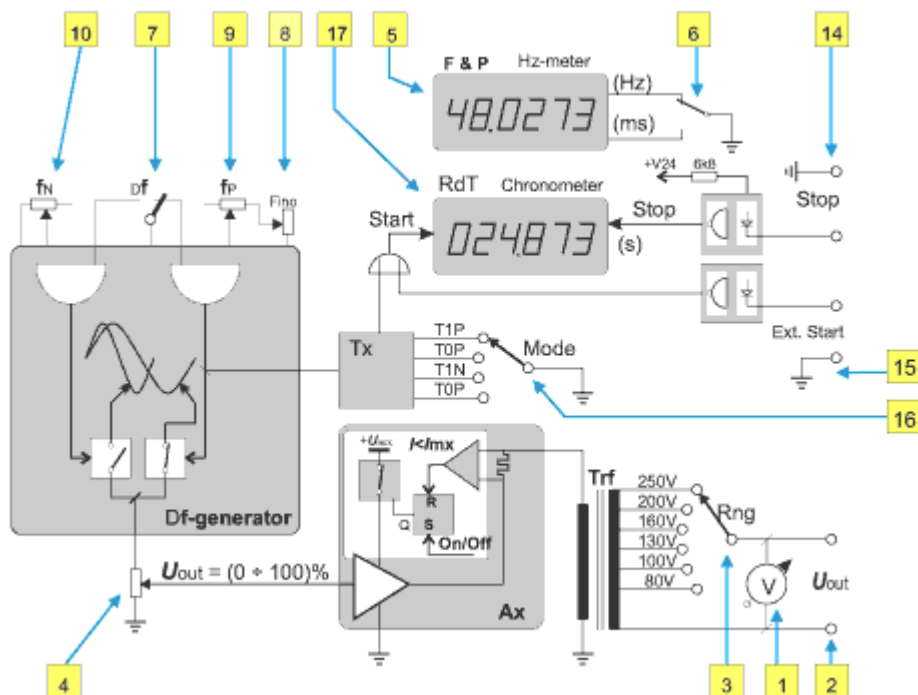 10 7 9 8 17 5 6 14
F & P Hz-meter
48.0273
(Hz)
(ms)
+V24 6k8
fN Df fP Fino
RdT Chronometer
Start
024.873
Stop
(s)
Stop
Ext. Start
Tx
T1P
T0P
T1N
T0P
Mode
15
16
Df-generator
I<Imx
R
S
Q
On/Off
Uout = (0 ÷ 100)%
Ax
Trf
250V
200V
160V
130V
100V
80V
Rng
V
Uout
4 3 1 2